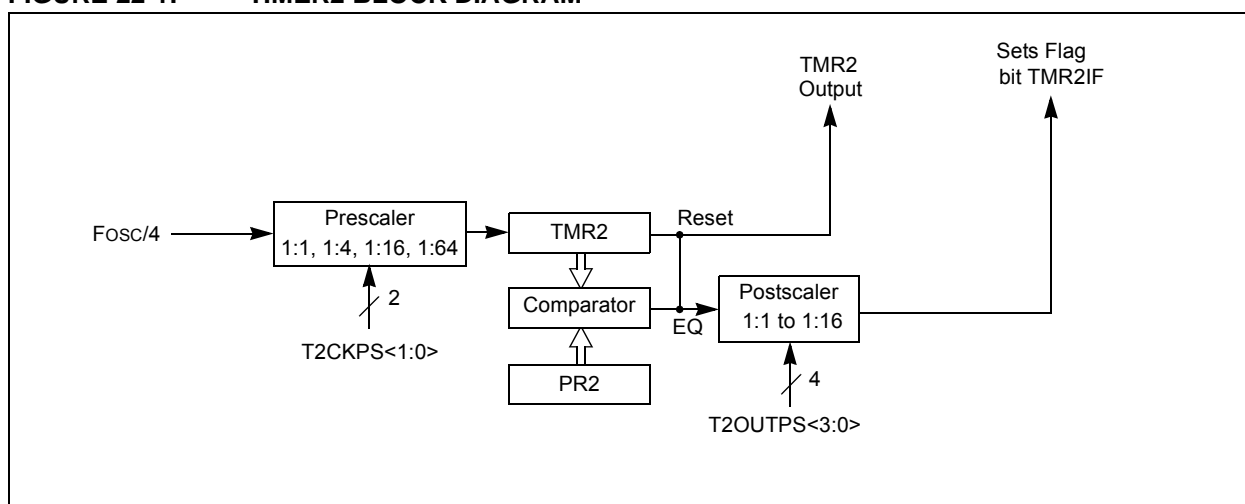 TMR2
Output
Sets Flag
bit TMR2IF
Fosc/4
Prescaler
1:1, 1:4, 1:16, 1:64
2
T2CKPS<1:0>
TMR2
Reset
Comparator
EQ
PR2
Postscaler
1:1 to 1:16
4
T2OUTPS<3:0>